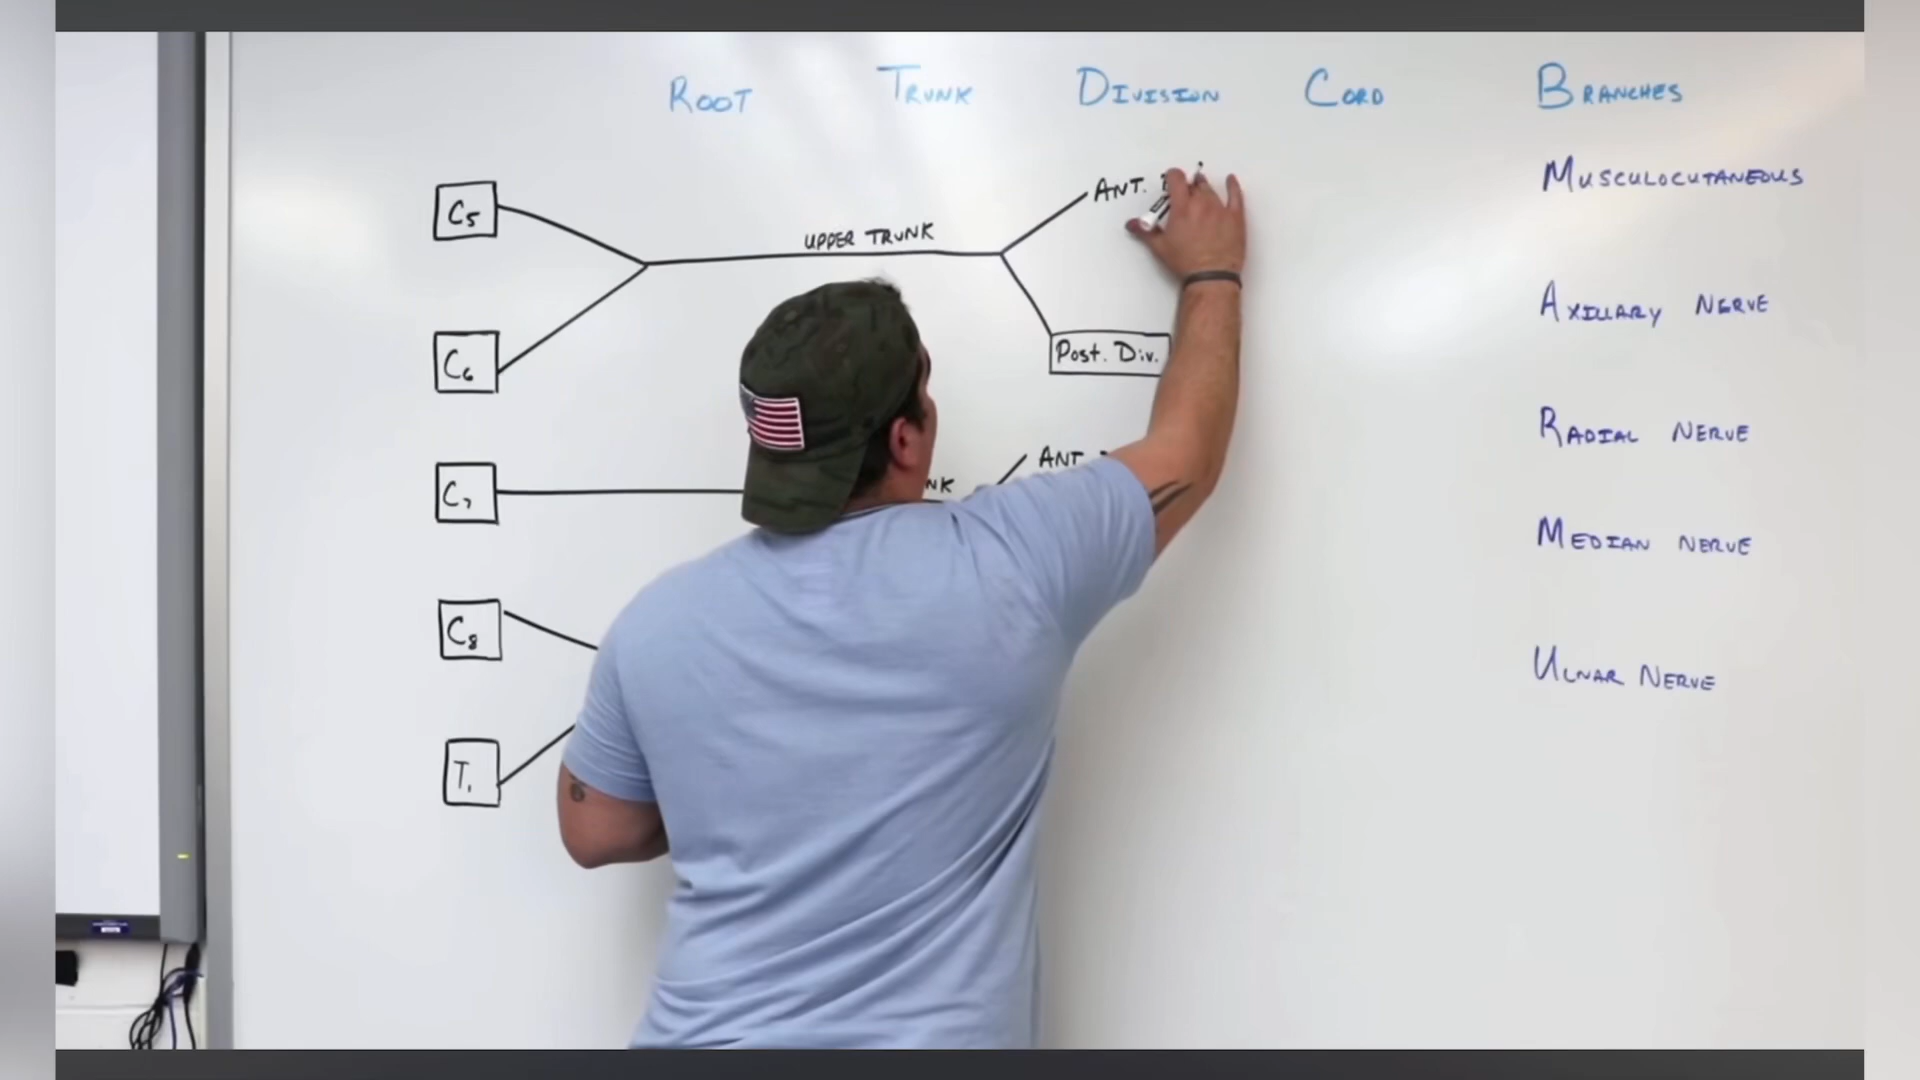 ROOT TRUNK DIVISION CORD BRANCHES
MUSCULOCUTANEOUS
ANT.
C5
UPPER TRUNK
AXILLARY NERVE
C6
Post. Div.
RADIAL NERVE
ANT
C7
MEDIAN NERVE
C8
ULNAR NERVE
T1